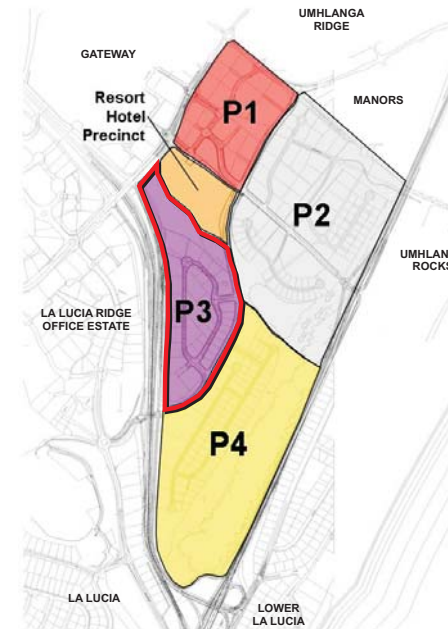 UMHLANGA
RIDGE
GATEWAY
Resort
Hotel
Precinct
P1
MANORS
P2
UMHLAN
ROCKS
LA LUCIA RIDGE
OFFICE ESTATE
P3
P4
LA LUCIA
LOWER
LA LUCIA